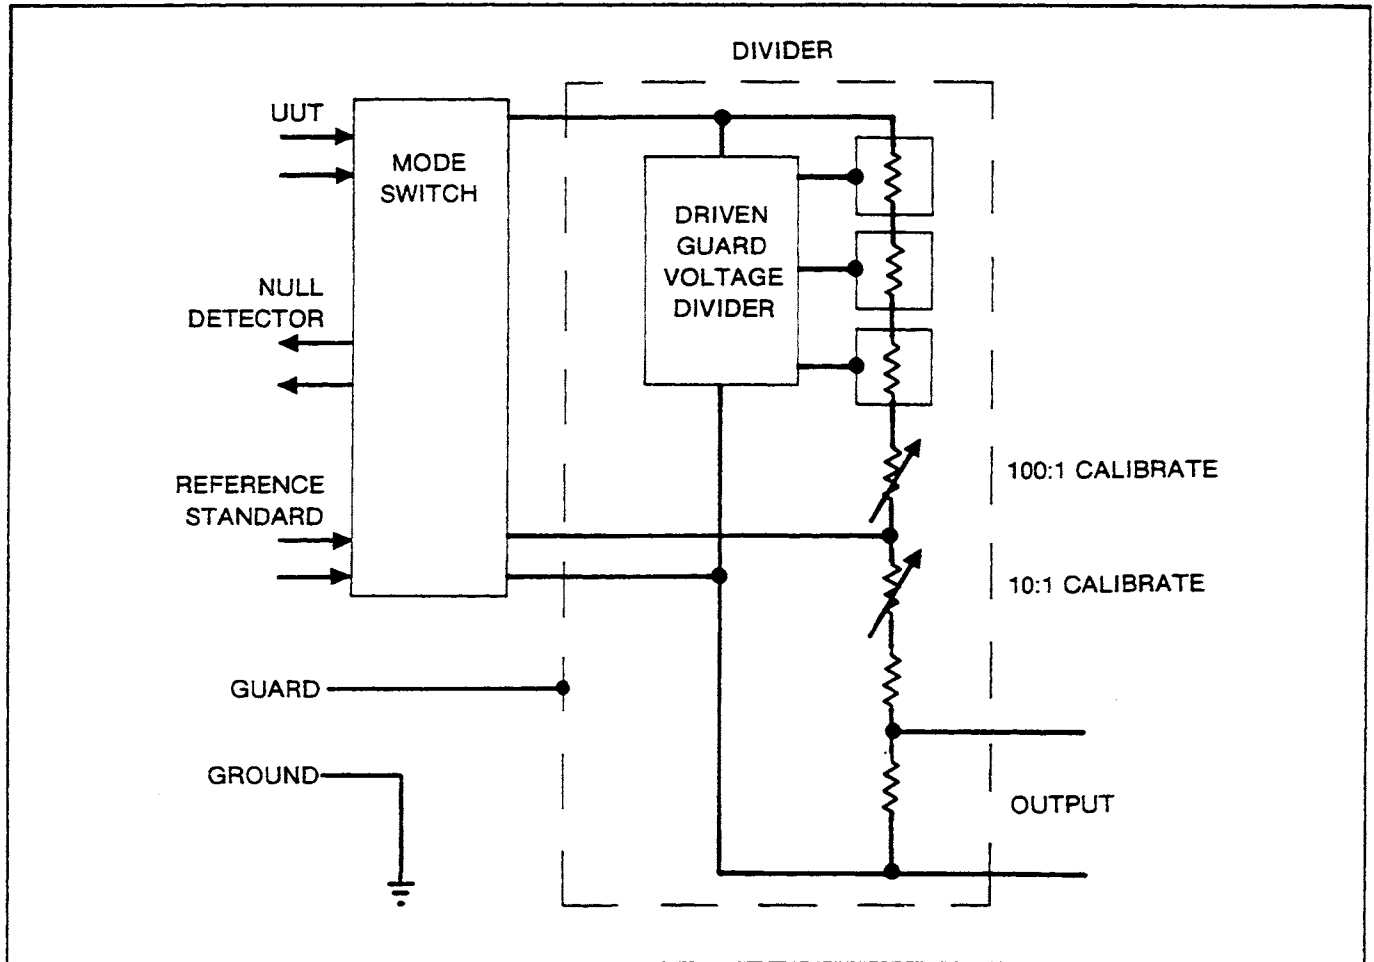 DIVIDER
UUT
MODE
SWITCH
DRIVEN
GUARD
VOLTAGE
DIVIDER
NULL
DETECTOR
REFERENCE
STANDARD
100:1 CALIBRATE
10:1 CALIBRATE
GUARD
GROUND
OUTPUT